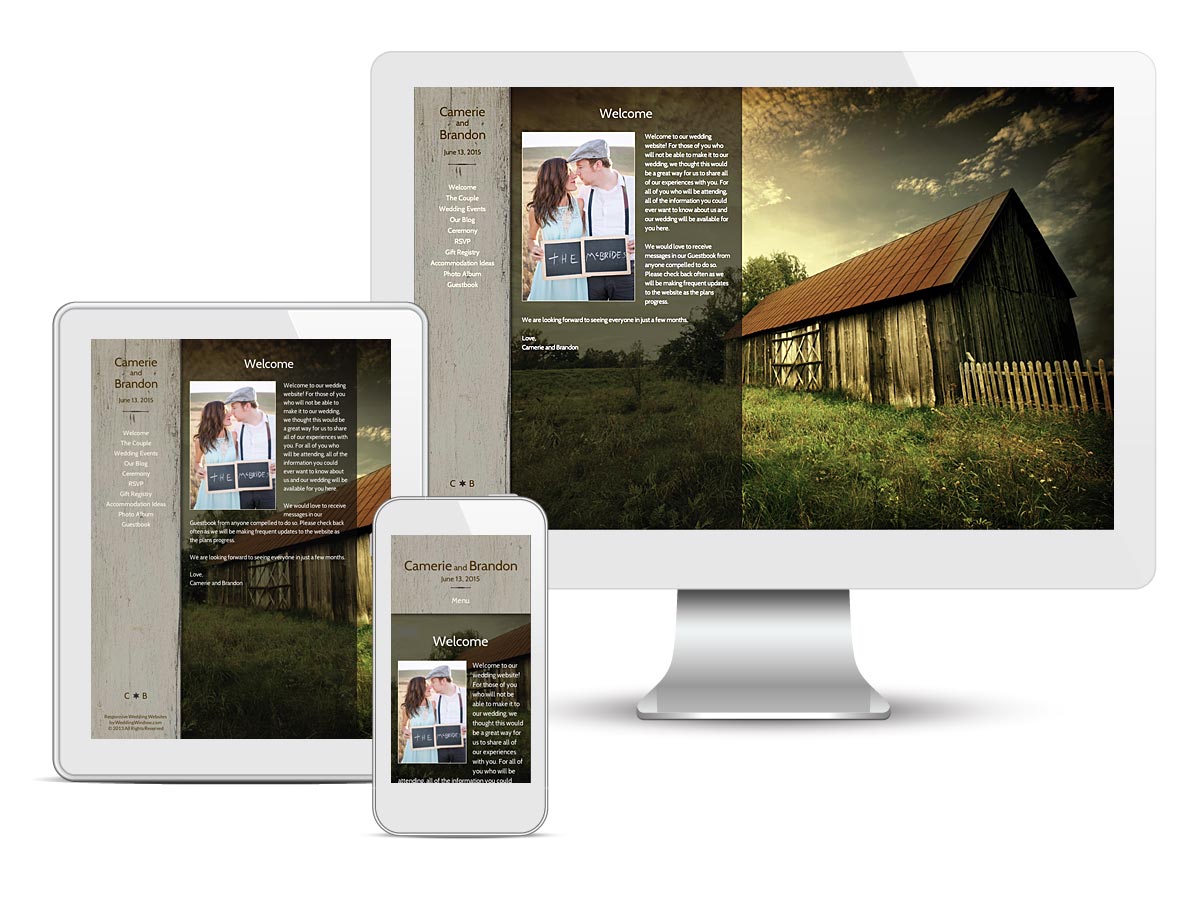 Camerie
and
Brandon
June 13, 2015
Welcome
The Couple
Wedding Events
Our Blog
Ceremony
RSVP
Gift Registry
Accommodation Ideas
Photo Album
Guestbook
C ✶ B
Welcome
THE McBRIDES
Welcome to our wedding
website! For those of you who
will not be able to make it to our
wedding, we thought this would
be a great way for us to share all
of our experiences with you. For
all of you who will be attending,
all of the information you could
ever want to know about us and
our wedding will be available for
you here.
We would love to receive
messages in our Guestbook from
anyone compelled to do so.
Please check back often as we
will be making frequent updates
to the website as the plans
progress.
We are looking forward to seeing everyone in just a few months.
Love,
Camerie and Brandon
Camerie
and
Brandon
June 13, 2015
Welcome
The Couple
Wedding Events
Our Blog
Ceremony
RSVP
Gift Registry
Accommodation Ideas
Photo Album
Guestbook
C ✶ B
Responsive Wedding Websites
by WeddingWindow.com
© 2013 All Rights Reserved
Welcome
THE McBRIDES
Welcome to our wedding
website! For those of you
who will not be able to
make it to our wedding,
we thought this would be
a great way for us to share
all of our experiences with
you. For all of you who
will be attending, all of the
information you could
ever want to know about
us and our wedding will be
available for you here.
We would love to receive
messages in our
Guestbook from anyone compelled to do so. Please check back
often as we will be making frequent updates to the website as
the plans progress.
We are looking forward to seeing everyone in just a few months.
Love,
Camerie and Brandon
Camerie and Brandon
June 13, 2015
Menu
Welcome
THE McBRIDES
Welcome to our
wedding website!
For those of you
who will not be
able to make it to
our wedding, we
thought this would
be a great way for
us to share all of
our experiences
with you. For all of
you who will be
attending, all of the information you could